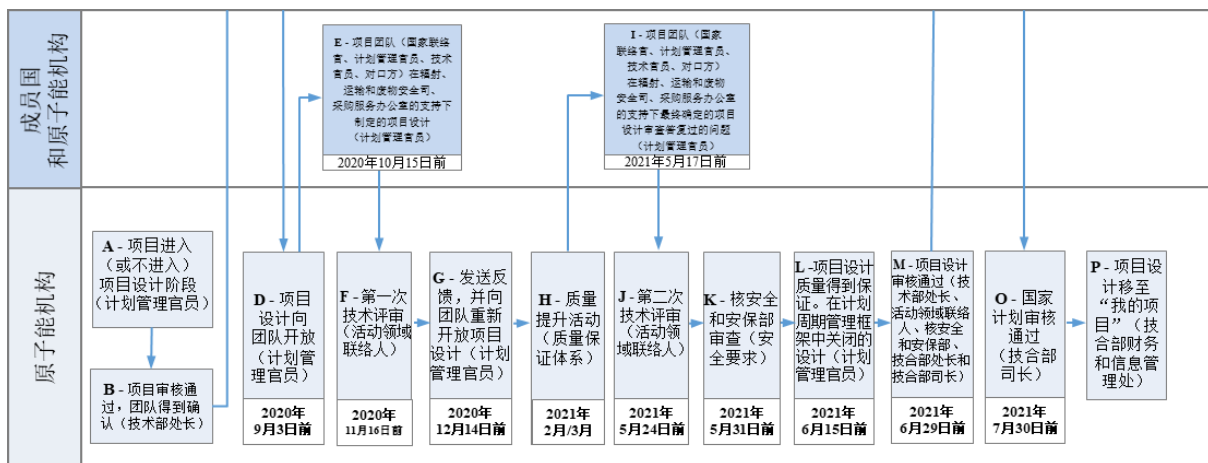 成员国
和原子能机构
E - 项目团队（国家联络
官、计划管理官员、技术
官员、对口方）在辐射、
运输和废物安全司、
采购服务办公室的支持下
制定的项目设计
（计划管理官员）
2020年10月15日前
I - 项目团队（国家
联络官、计划管理官员、
技术官员、对口方）
在辐射、运输和废物
安全司、采购服务办公室
的支持下最终确定的项目
设计审查答复过的问题
（计划管理官员）
2021年5月17日前
原子能机构
A - 项目进入
（或不进入）
项目设计阶段
（计划管理官员）
B - 项目审核通
过，团队得到确
认（技术部处长）
D - 项目
设计向
团队开放
（计划管
理官员）
2020年
9月3日前
F - 第一次
技术评审
（活动领域
联络人）
2020年
11月16日前
G - 发送反
馈，并向
团队重新
开放项目
设计（计划
管理官员）
2020年
12月14日前
H - 质量
提升活动
（质量保
证体系）
2021年
2月/3月
J - 第二次
技术评审
（活动领域
联络人）
2021年
5月24日前
K - 核安全
和安保部
审查（安全
要求）
2021年
5月31日前
L - 项目设计
质量得到保
证。在计划
周期管理框
架中关闭的
设计（计划
管理官员）
2021年
6月15日前
M - 项目设计
审核通过（技
术部处长、
活动领域联络
人、核安全
和安保部、
技合部处长和
技合部司长）
2021年
6月29日前
O - 国家
计划审核
通过
（技合部
司长）
2021年
7月30日前
P - 项目设
计移至
“我的项
目”（技
合部财务
和信息管
理处）